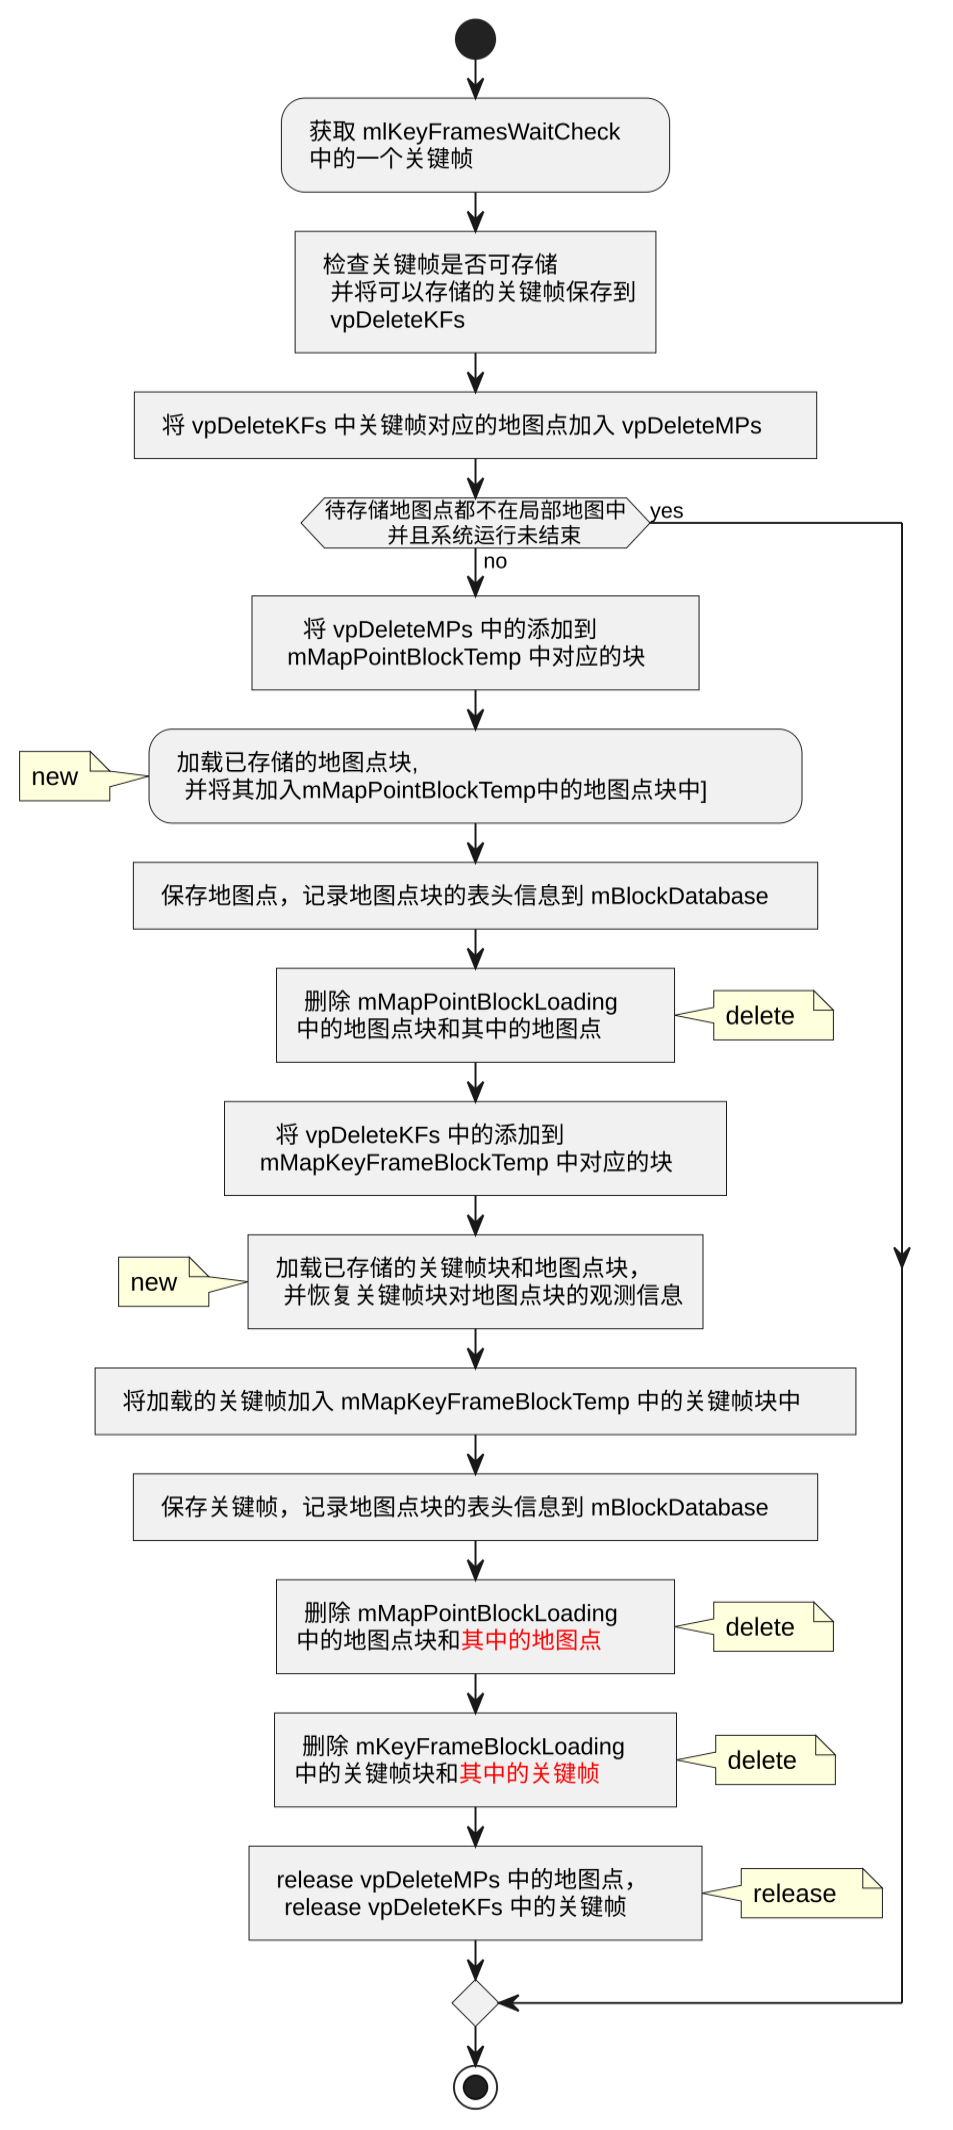 获取 mlKeyFramesWaitCheck
中的一个关键帧
检查关键帧是否可存储
并将可以存储的关键帧保存到
vpDeleteKFs
将 vpDeleteKFs 中关键帧对应的地图点加入 vpDeleteMPs
待存储地图点都不在局部地图中
并且系统运行未结束
yes
no
将 vpDeleteMPs 中的添加到
mMapPointBlockTemp 中对应的块
new
加载已存储的地图点块,
并将其加入mMapPointBlockTemp中的地图点块中]
保存地图点，记录地图点块的表头信息到 mBlockDatabase
删除 mMapPointBlockLoading
中的地图点块和其中的地图点
delete
将 vpDeleteKFs 中的添加到
mMapKeyFrameBlockTemp 中对应的块
new
加载已存储的关键帧块和地图点块，
并恢复关键帧块对地图点块的观测信息
将加载的关键帧加入 mMapKeyFrameBlockTemp 中的关键帧块中
保存关键帧，记录地图点块的表头信息到 mBlockDatabase
删除 mMapPointBlockLoading
中的地图点块和其中的地图点
delete
删除 mKeyFrameBlockLoading
中的关键帧块和其中的关键帧
delete
release vpDeleteMPs 中的地图点，
release vpDeleteKFs 中的关键帧
release